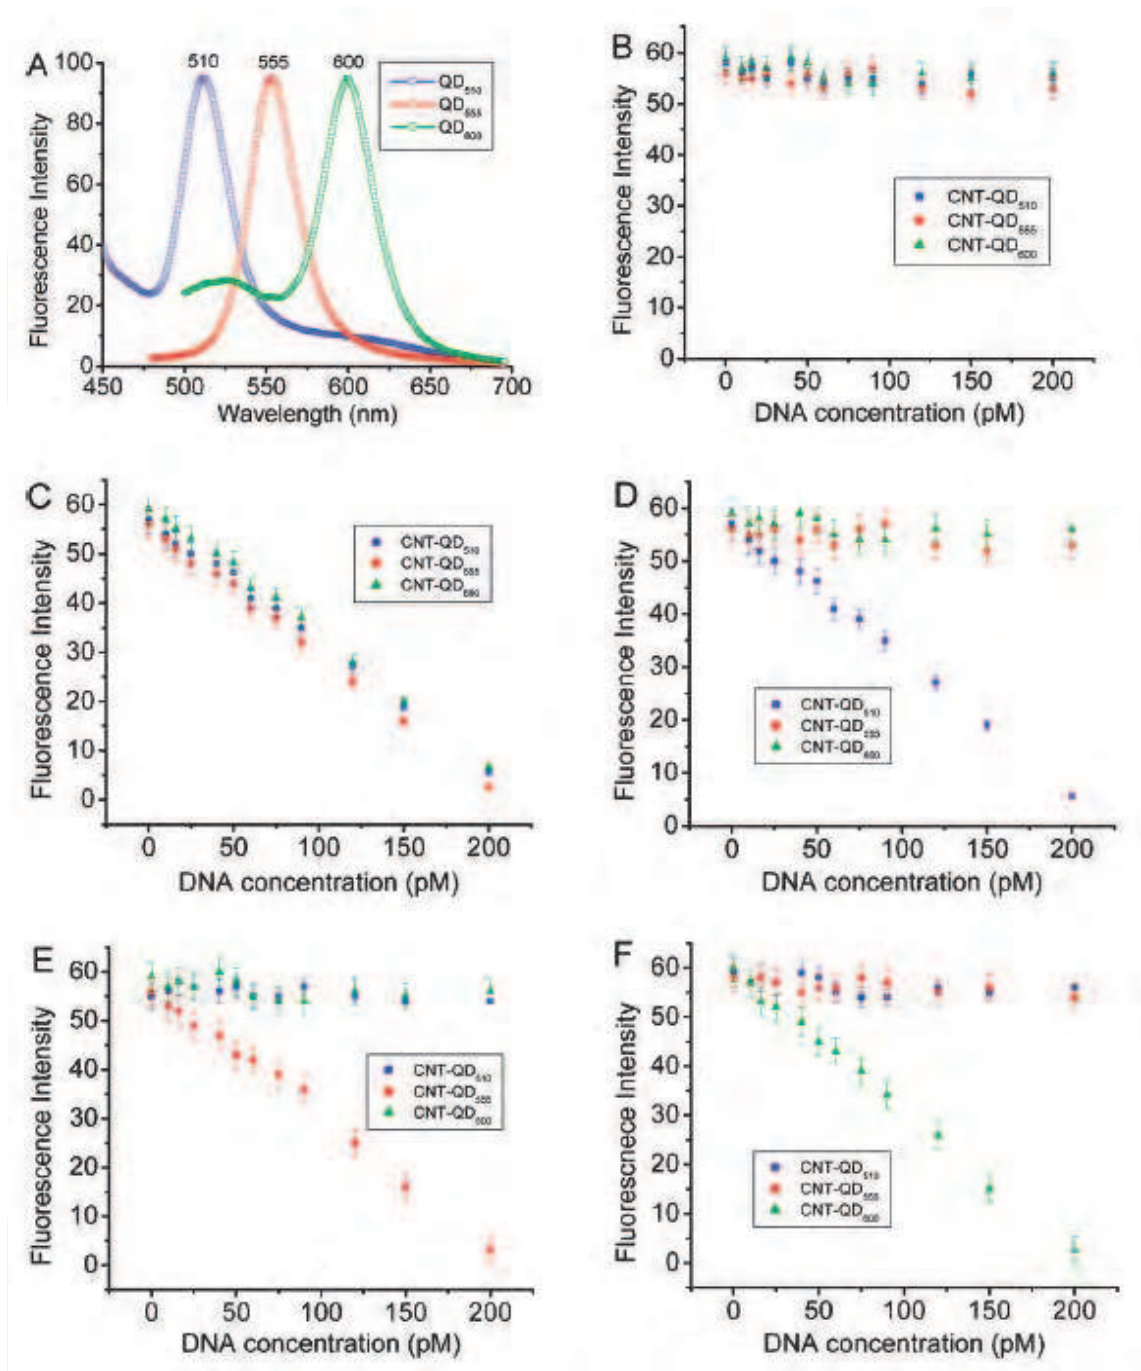 A
510 555 600
QD510
QD555
QD600
Fluorescence Intensity
100
80
60
40
20
0
450 500 550 600 650 700
Wavelength (nm)
B
Fluorescence Intensity
60
50
40
30
20
10
0
CNT-QD510
CNT-QD555
CNT-QD600
0 50 100 150 200
DNA concentration (pM)
C
Fluorescence Intensity
60
50
40
30
20
10
0
CNT-QD510
CNT-QD555
CNT-QD600
0 50 100 150 200
DNA concentration (pM)
D
Fluorescence Intensity
60
50
40
30
20
10
0
CNT-QD510
CNT-QD555
CNT-QD600
0 50 100 150 200
DNA concentration (pM)
E
Fluorescence Intensity
60
50
40
30
20
10
0
CNT-QD510
CNT-QD555
CNT-QD600
0 50 100 150 200
DNA concentration (pM)
F
Fluorescnece Intensity
60
50
40
30
20
10
0
CNT-QD510
CNT-QD555
CNT-QD600
0 50 100 150 200
DNA concentration (pM)